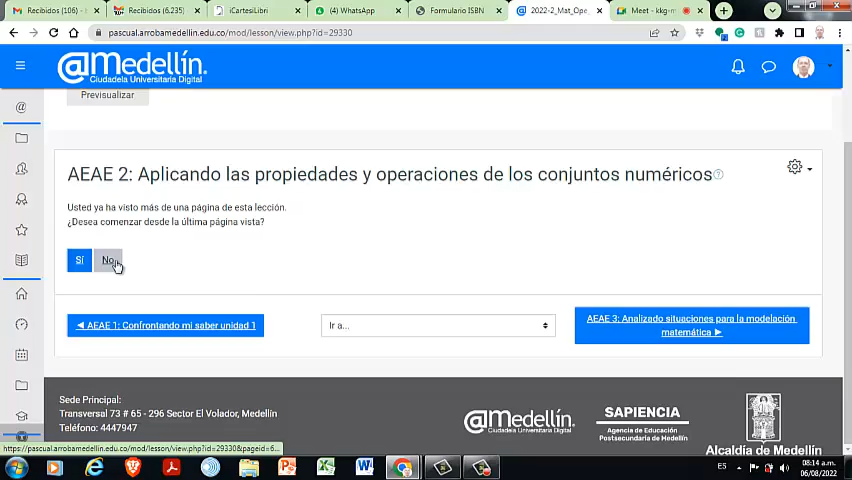 Recibidos (106) -
Recibidos (6.235)
iCartesiLibri
(4) WhatsApp
Formulario ISBN
2022-2_Mat_Ope
Meet - kkg-m
pascual.arrobamedellin.edu.co/mod/lesson/view.php?id=29330
@Medellín.
Ciudadela Universitaria Digital
Previsualizar
AEAE 2: Aplicando las propiedades y operaciones de los conjuntos numéricos
Usted ya ha visto más de una página de esta lección.
¿Desea comenzar desde la última página vista?
Sí
No
◀ AEAE 1: Confrontando mi saber unidad 1
Ir a...
AEAE 3: Analizado situaciones para la modelación
matemática ▶
Sede Principal:
Transversal 73 # 65 - 296 Sector El Volador, Medellín
Teléfono: 4447947
@Medellín.
Ciudadela Universitaria Digital
SAPIENCIA
Agencia de Educación
Postsecundaria de Medellín
Alcaldía de Medellín
https://pascual.arrobamedellin.edu.co/mod/lesson/view.php?id=29330&pageid=6...
ES
08:14 a.m.
06/08/2022